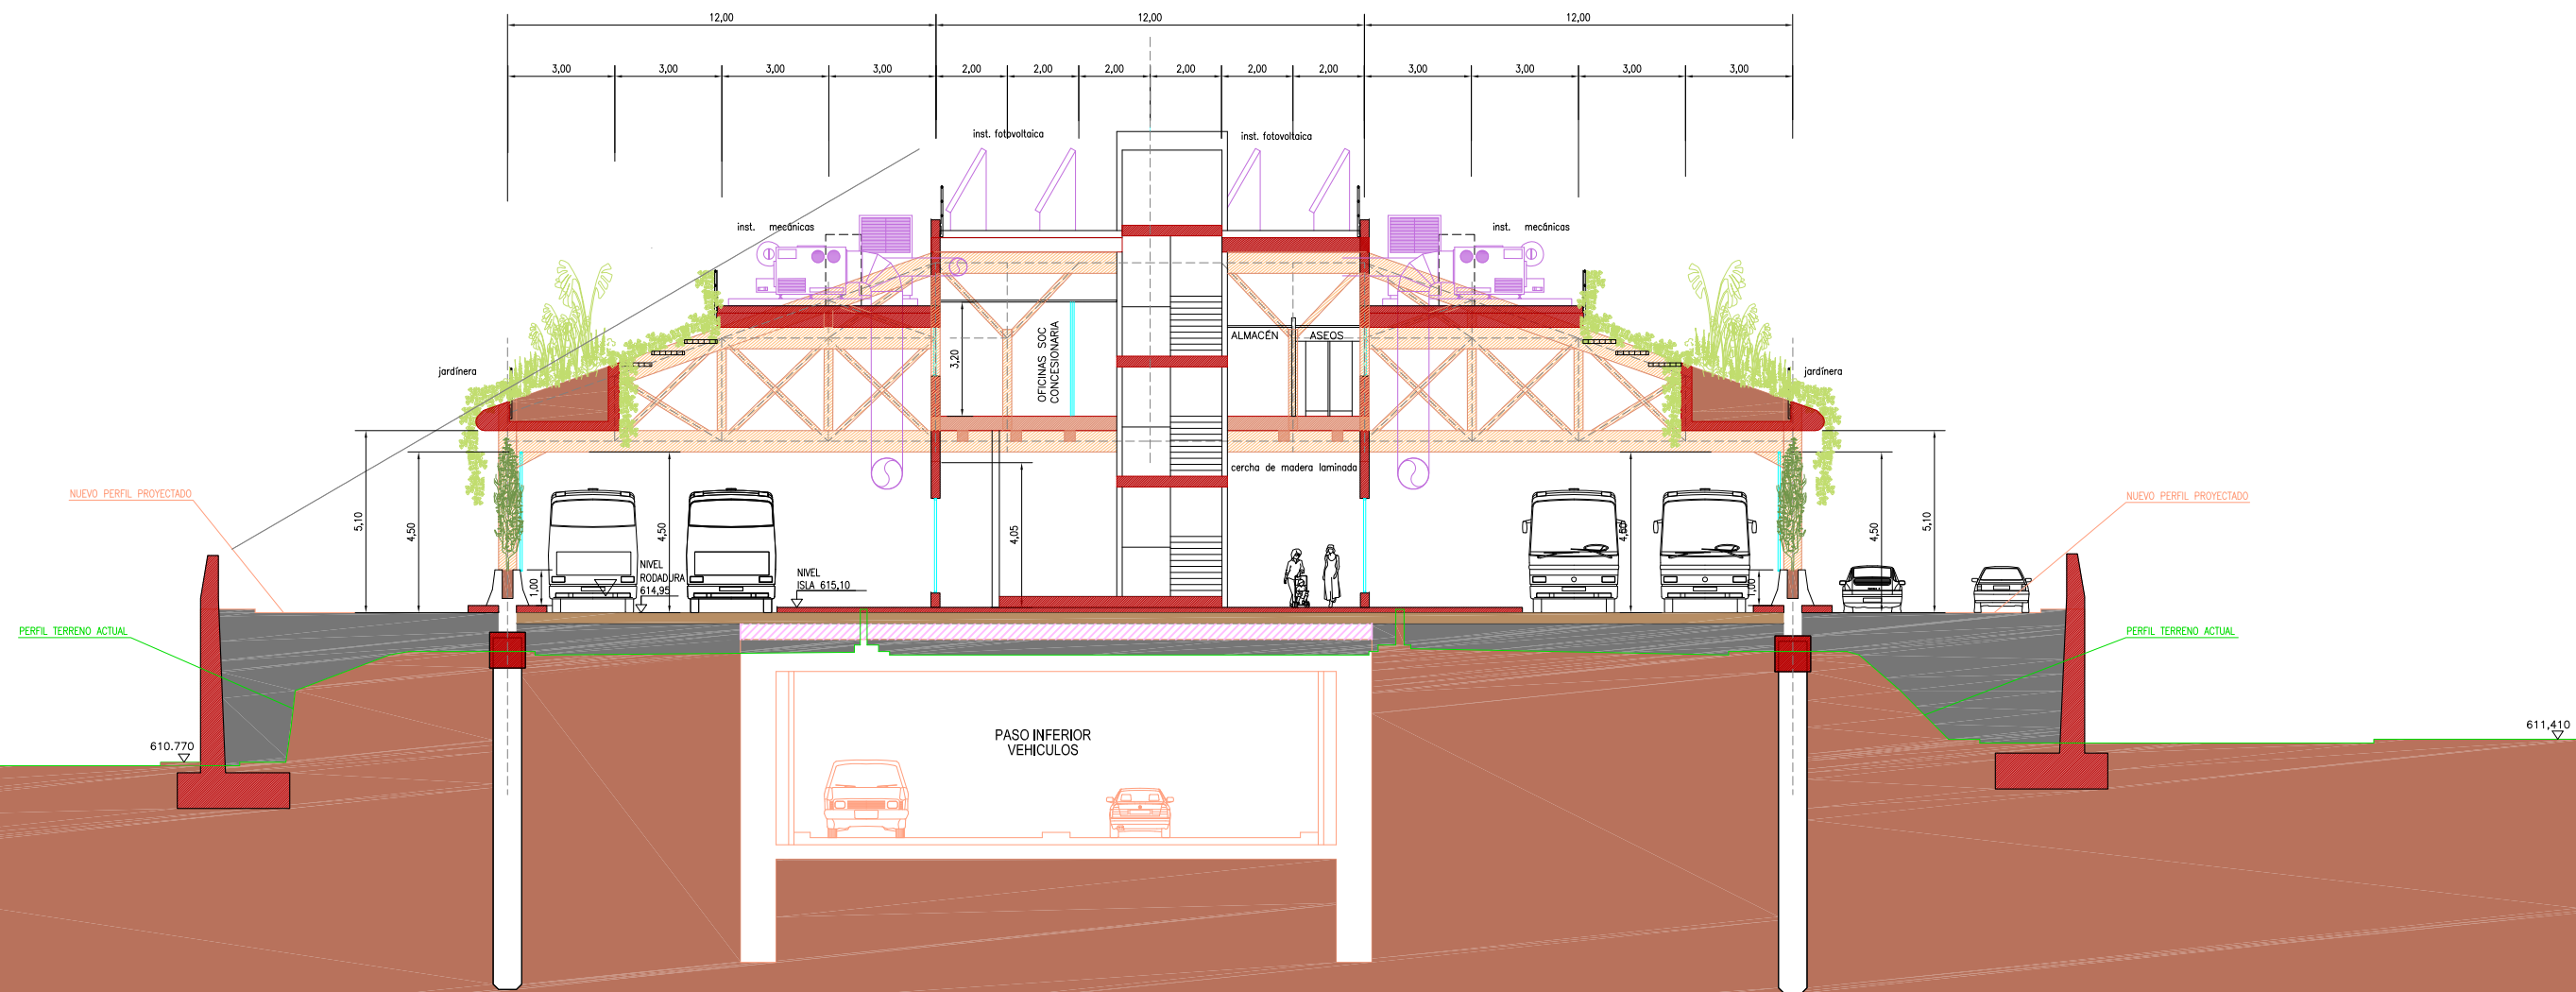 12,00 12,00 12,00
3,00 3,00 3,00 3,00 2,00 2,00 2,00 2,00 2,00 2,00 3,00 3,00 3,00 3,00
inst. fotovoltaica
inst. fotovoltaica
inst. mecánicas
inst. mecánicas
OFICINAS SOC
CONCESIONARIA
3,20
ALMACÉN
ASEOS
jardínera
jardínera
cercha de madera laminada
NUEVO PERFIL PROYECTADO
NUEVO PERFIL PROYECTADO
5,10
4,50
4,50
4,05
4,50
5,10
1,00
NIVEL
RODADURA
614,95
NIVEL
ISLA 615,10
1,00
PERFIL TERRENO ACTUAL
PERFIL TERRENO ACTUAL
610.770
611,410
PASO INFERIOR
VEHICULOS